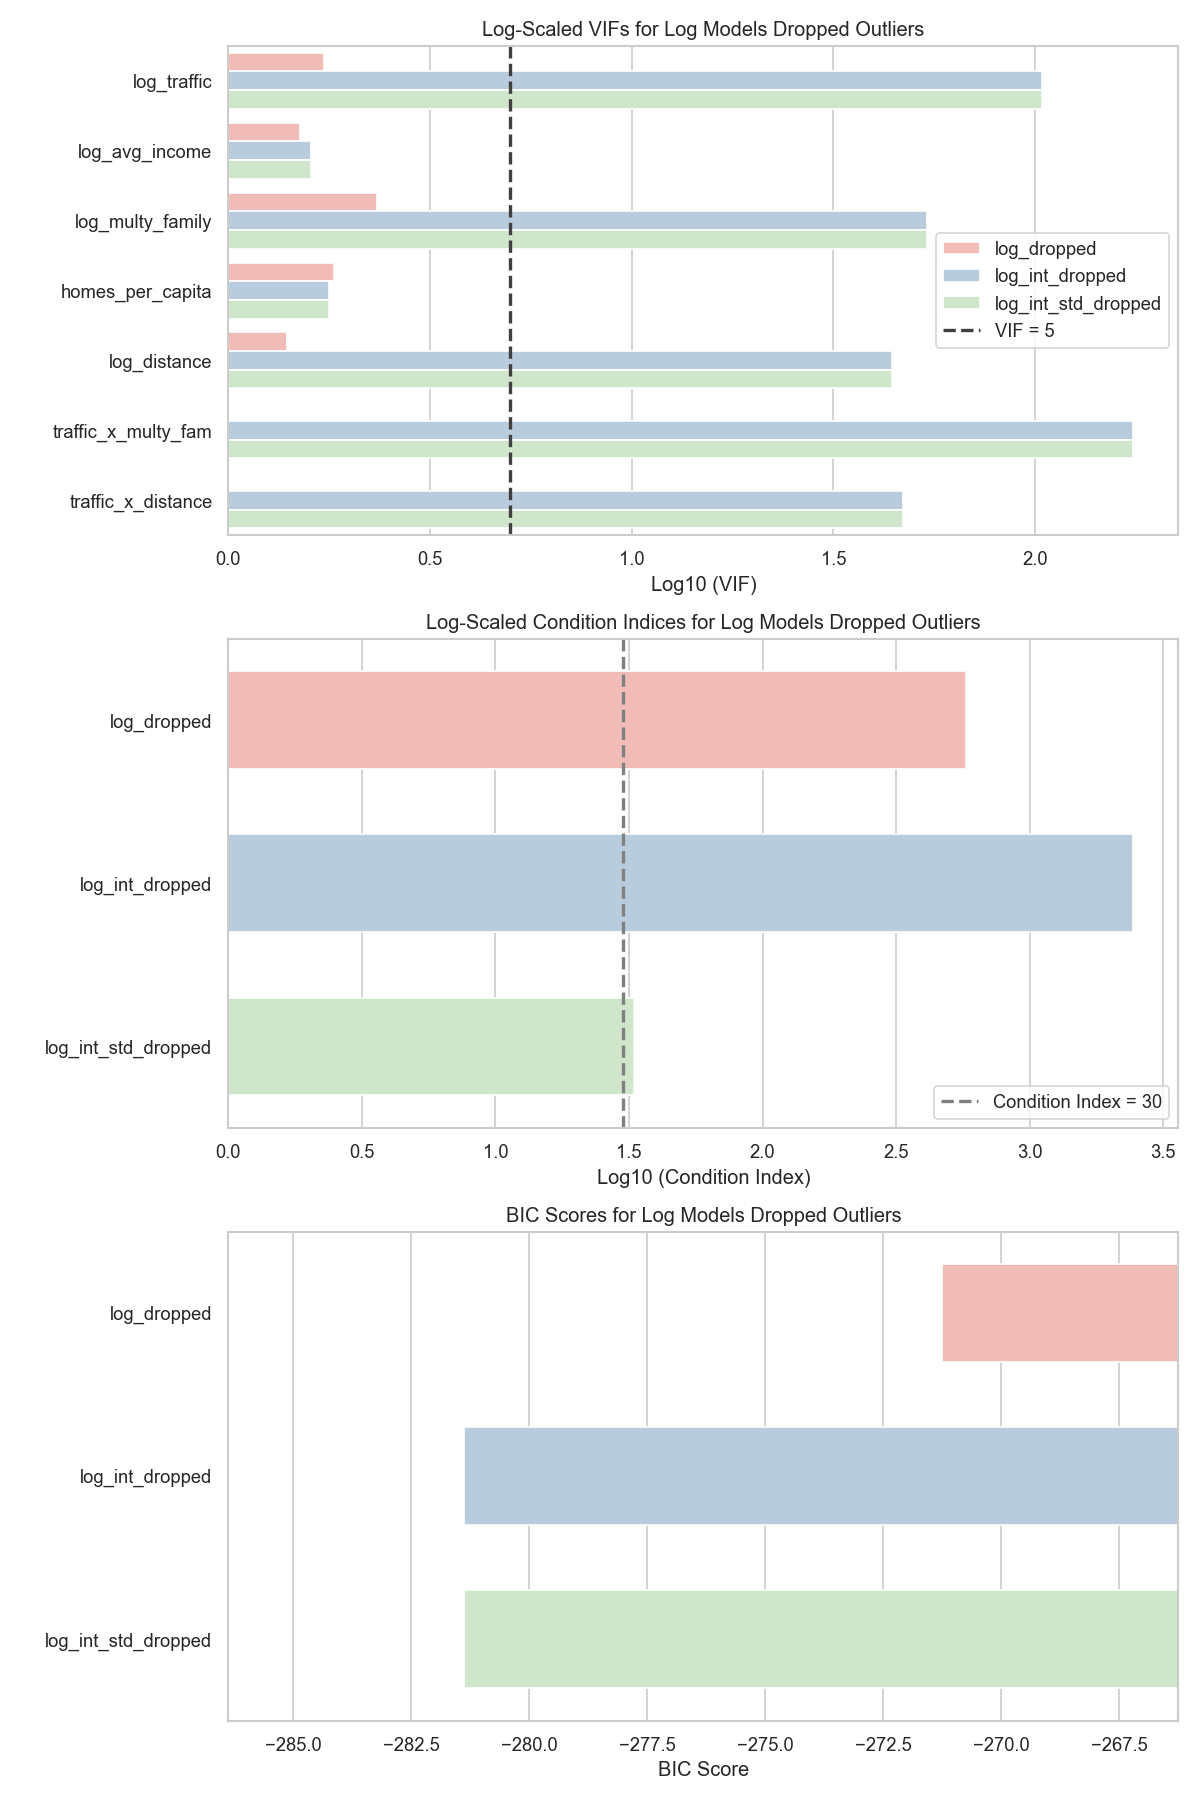 Log-Scaled VIFs for Log Models Dropped Outliers
log_traffic
log_avg_income
log_multy_family
homes_per_capita
log_distance
traffic_x_multy_fam
traffic_x_distance
log_dropped
log_int_dropped
log_int_std_dropped
VIF = 5
0.0 0.5 1.0 1.5 2.0
Log10 (VIF)
Log-Scaled Condition Indices for Log Models Dropped Outliers
log_dropped
log_int_dropped
log_int_std_dropped
Condition Index = 30
0.0 0.5 1.0 1.5 2.0 2.5 3.0 3.5
Log10 (Condition Index)
BIC Scores for Log Models Dropped Outliers
log_dropped
log_int_dropped
log_int_std_dropped
−285.0 −282.5 −280.0 −277.5 −275.0 −272.5 −270.0 −267.5
BIC Score